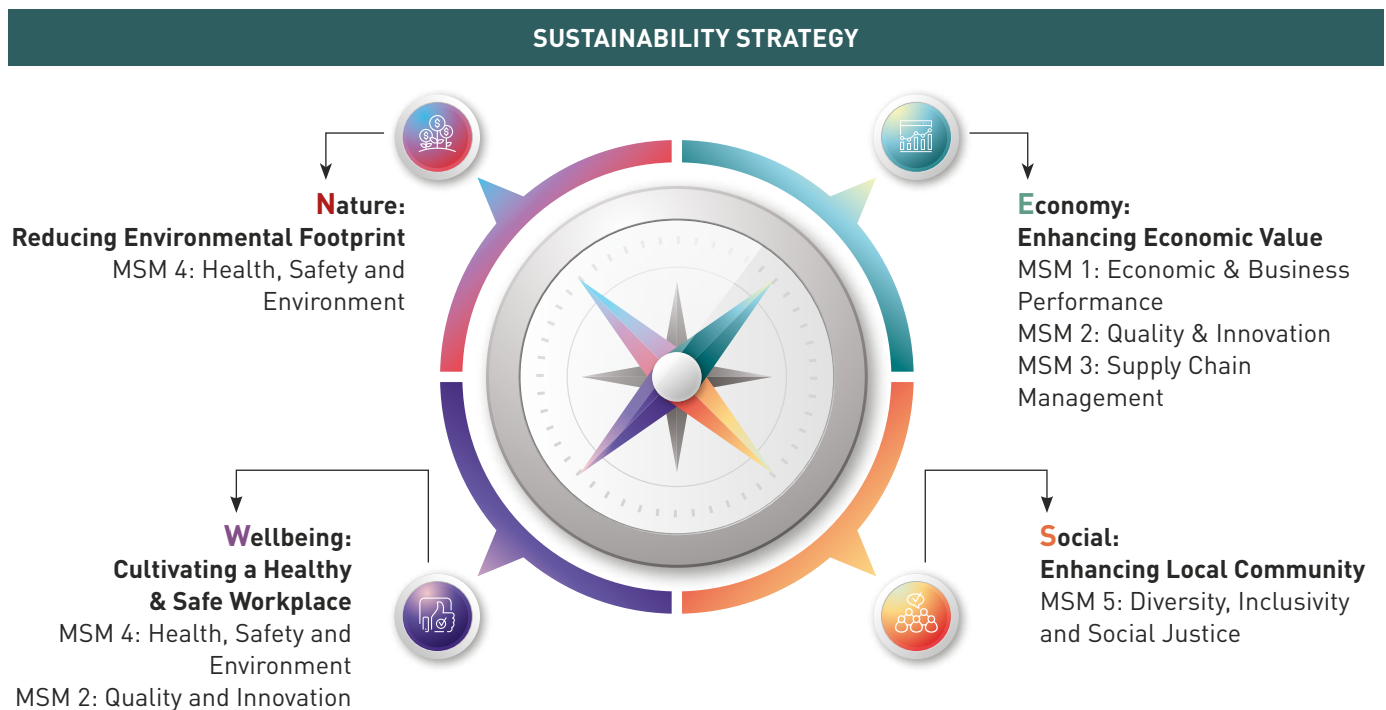 SUSTAINABILITY STRATEGY
Nature:
Reducing Environmental Footprint
MSM 4: Health, Safety and
Environment
Economy:
Enhancing Economic Value
MSM 1: Economic & Business
Performance
MSM 2: Quality & Innovation
MSM 3: Supply Chain
Management
Wellbeing:
Cultivating a Healthy
& Safe Workplace
MSM 4: Health, Safety and
Environment
MSM 2: Quality and Innovation
Social:
Enhancing Local Community
MSM 5: Diversity, Inclusivity
and Social Justice